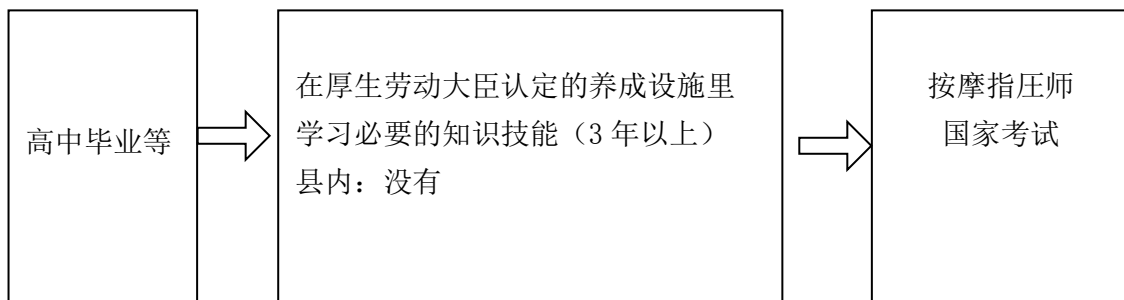 高中毕业等
在厚生劳动大臣认定的养成设施里
学习必要的知识技能（3 年以上）
县内：没有
按摩指圧师
国家考试